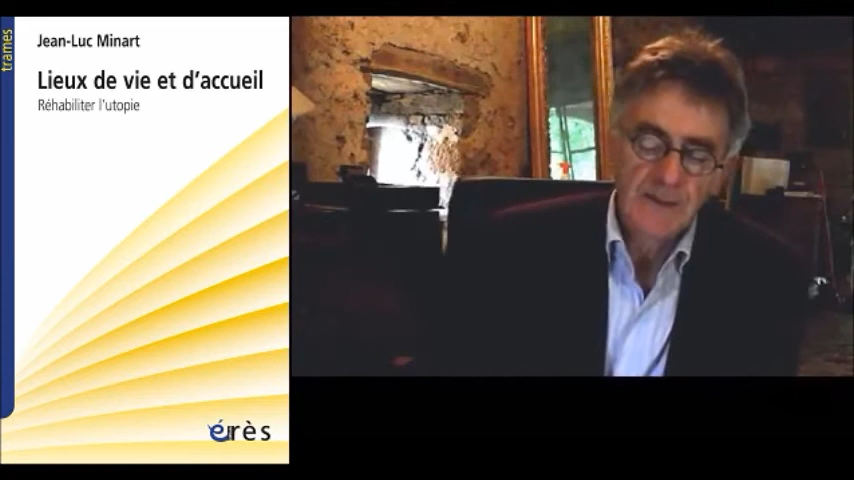 trames
Jean-Luc Minart
Lieux de vie et d'accueil
Réhabiliter l'utopie
érès